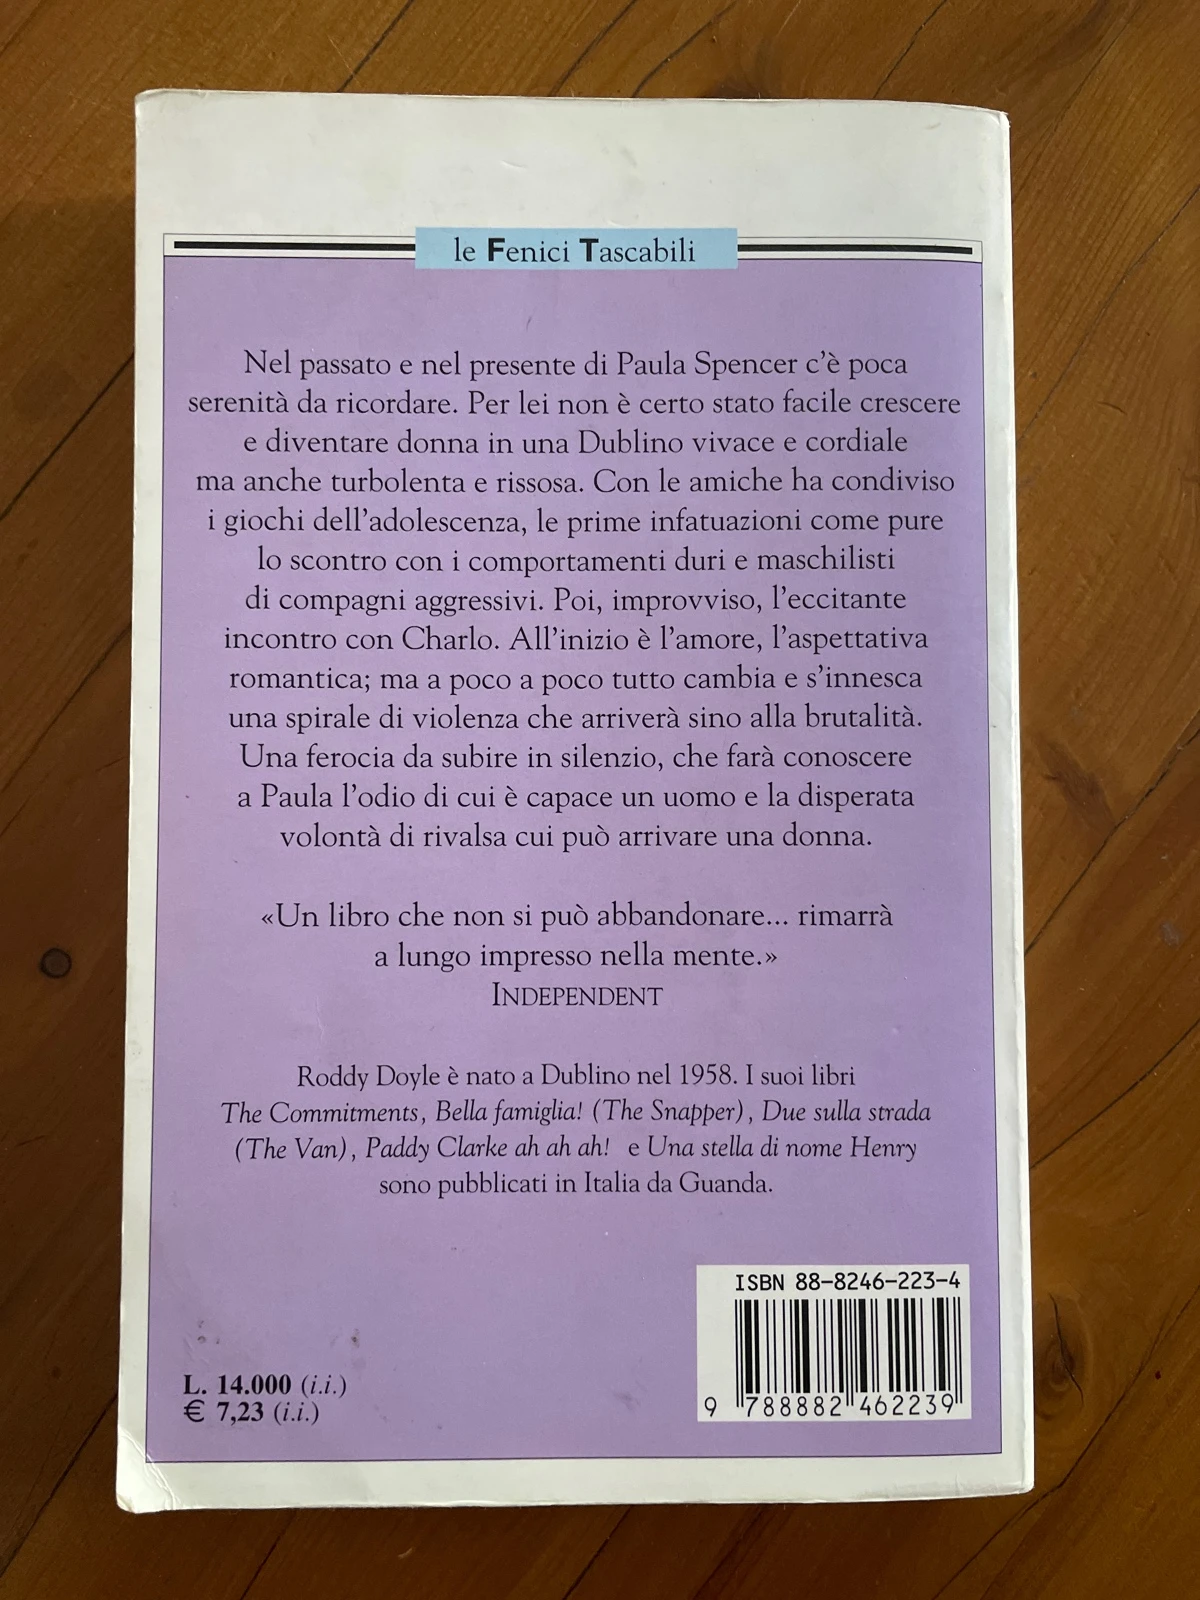 le Fenici Tascabili
Nel passato e nel presente di Paula Spencer c'è poca
serenità da ricordare. Per lei non è certo stato facile crescere
e diventare donna in una Dublino vivace e cordiale
ma anche turbolenta e rissosa. Con le amiche ha condiviso
i giochi dell'adolescenza, le prime infatuazioni come pure
lo scontro con i comportamenti duri e maschilisti
di compagni aggressivi. Poi, improvviso, l'eccitante
incontro con Charlo. All'inizio è l'amore, l'aspettativa
romantica; ma a poco a poco tutto cambia e s'innesca
una spirale di violenza che arriverà sino alla brutalità.
Una ferocia da subire in silenzio, che farà conoscere
a Paula l'odio di cui è capace un uomo e la disperata
volontà di rivalsa cui può arrivare una donna.
«Un libro che non si può abbandonare... rimarrà
a lungo impresso nella mente.»
INDEPENDENT
Roddy Doyle è nato a Dublino nel 1958. I suoi libri
The Commitments, Bella famiglia! (The Snapper), Due sulla strada
(The Van), Paddy Clarke ah ah ah! e Una stella di nome Henry
sono pubblicati in Italia da Guanda.
ISBN 88-8246-223-4
9 788882 462239
L. 14.000 (i.i.)
€ 7,23 (i.i.)